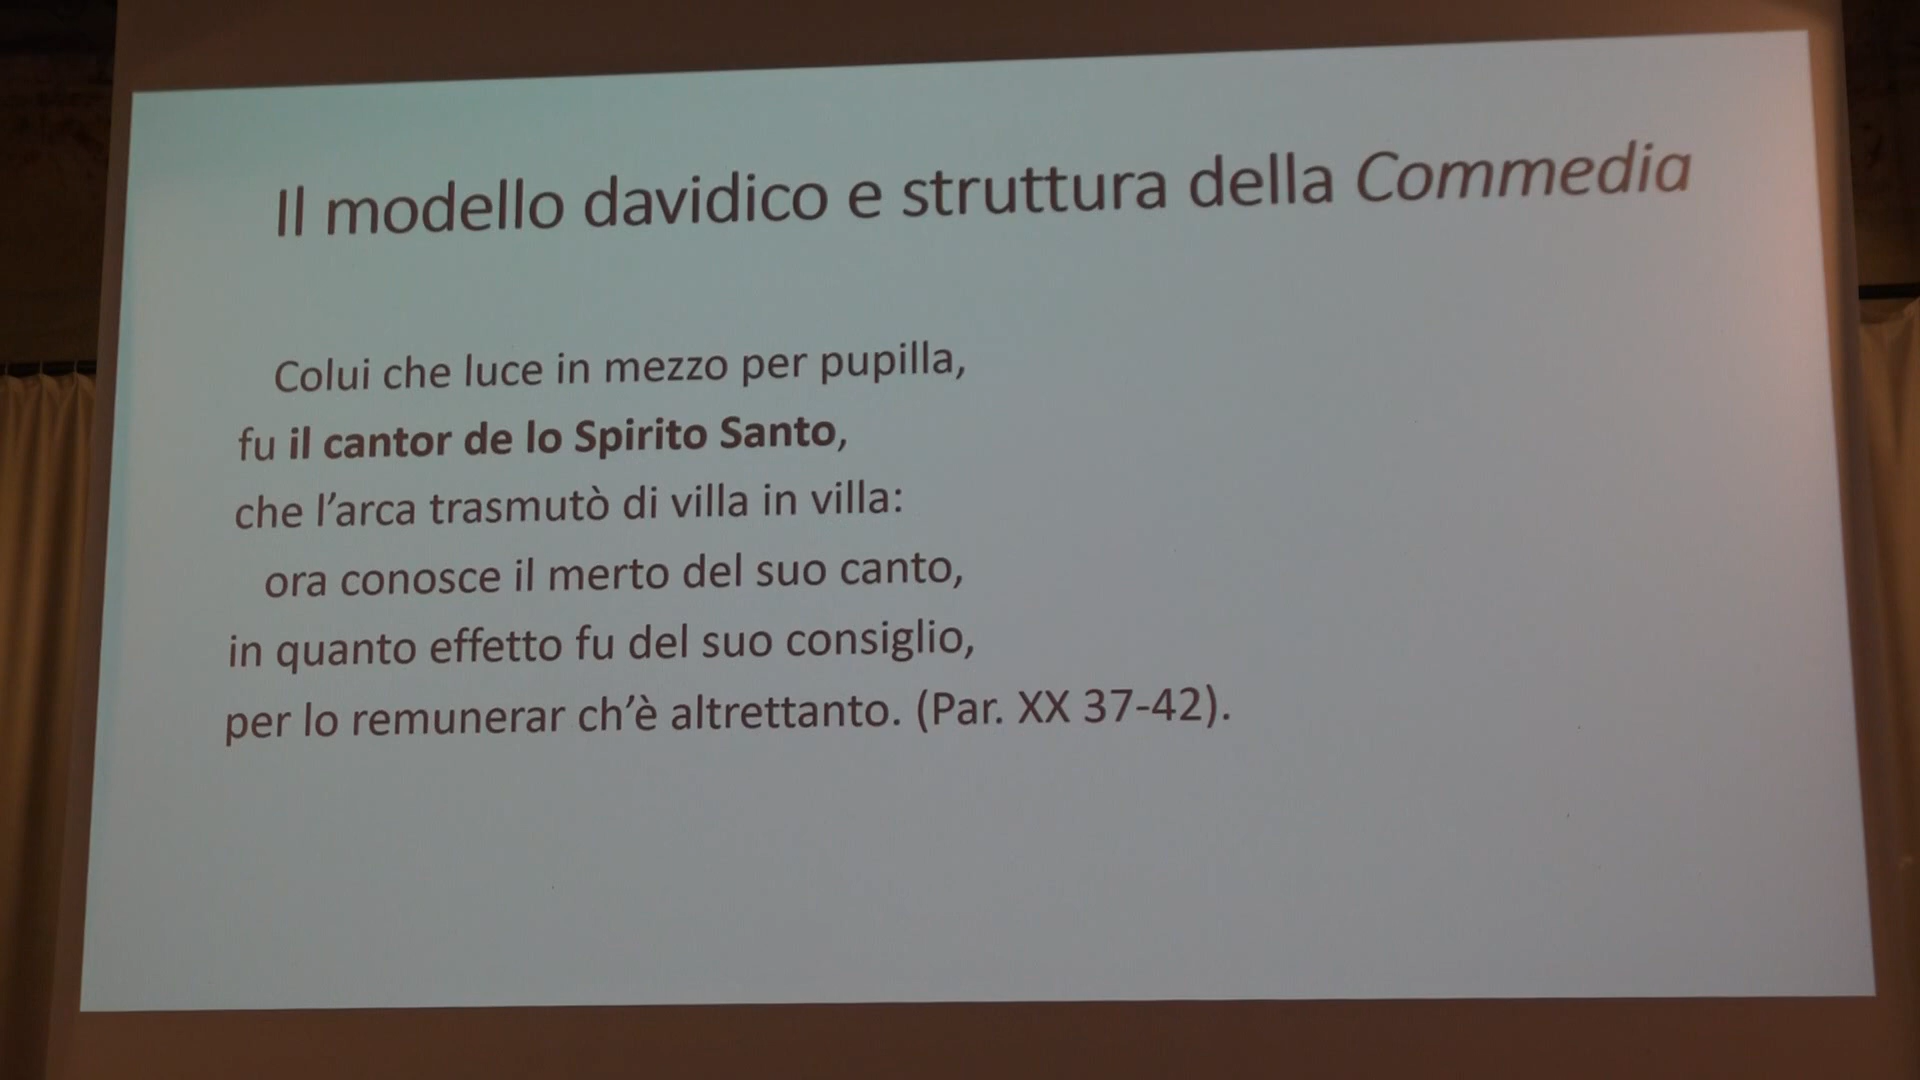 Il modello davidico e struttura della Commedia
Colui che luce in mezzo per pupilla,
fu il cantor de lo Spirito Santo,
che l’arca trasmutò di villa in villa:
ora conosce il merto del suo canto,
in quanto effetto fu del suo consiglio,
per lo remunerar ch’è altrettanto. (Par. XX 37-42).